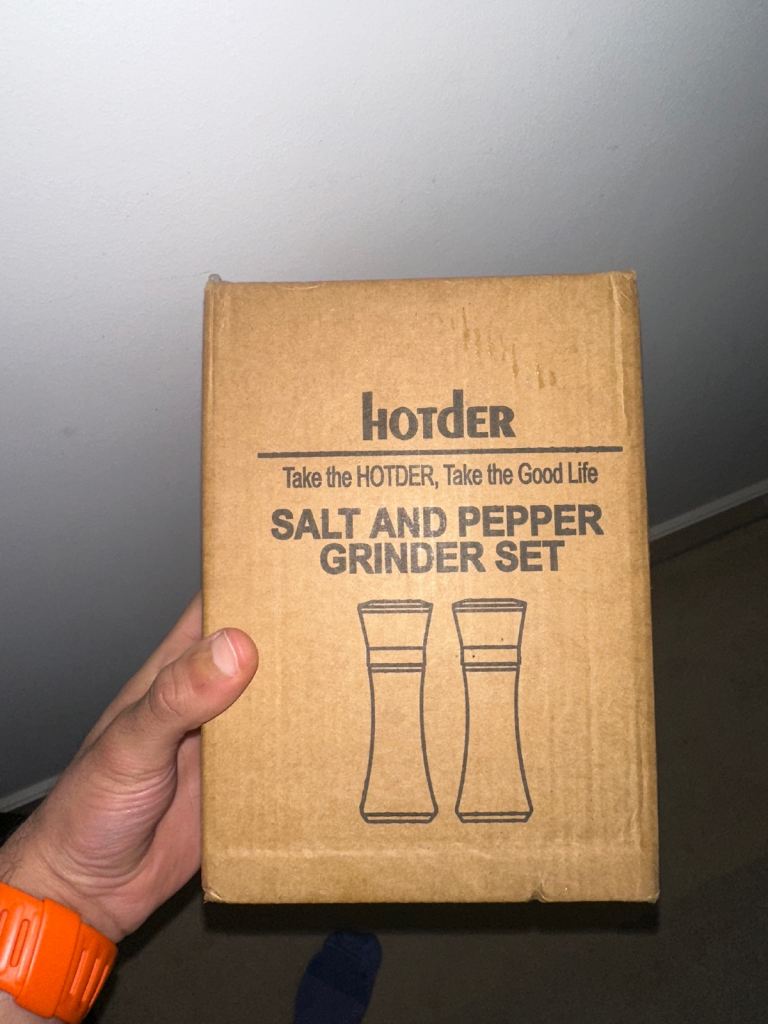 hOTdER
Take the HOTDER, Take the Good Life
SALT AND PEPPER
GRINDER SET